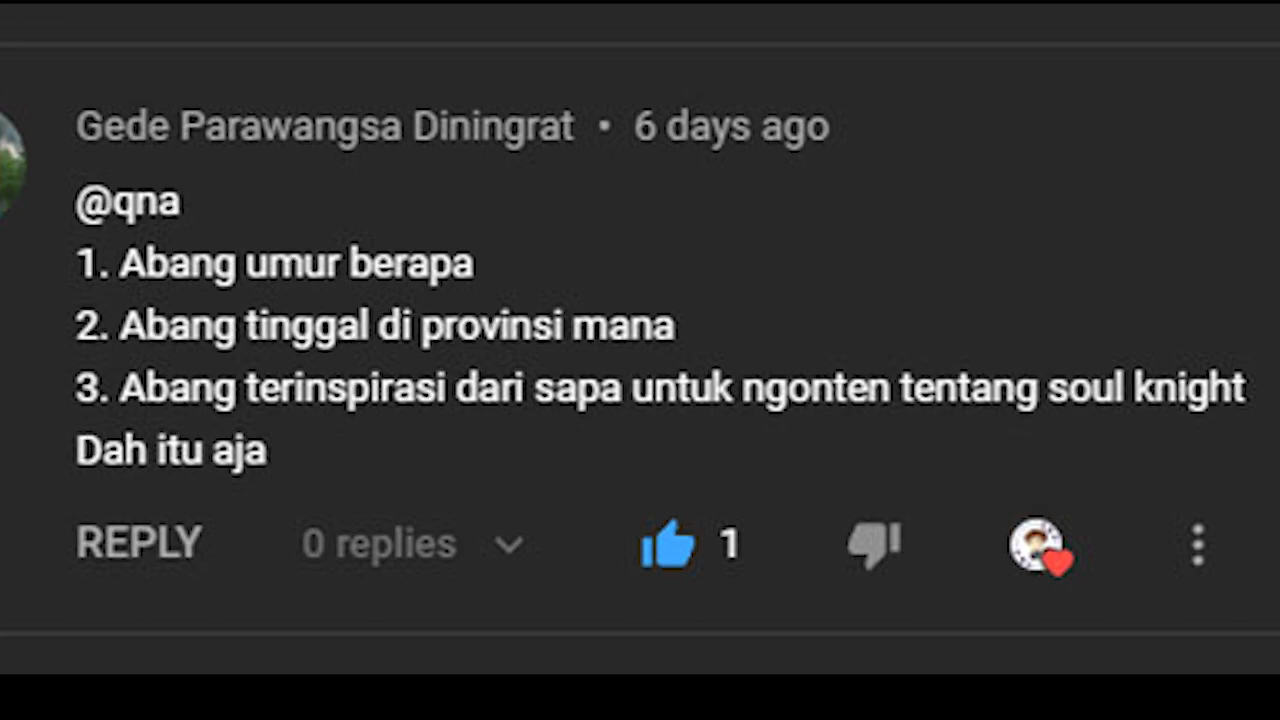 Gede Parawangsa Diningrat • 6 days ago
@qna
1. Abang umur berapa
2. Abang tinggal di provinsi mana
3. Abang terinspirasi dari sapa untuk ngonten tentang soul knight
Dah itu aja
REPLY 0 replies 1